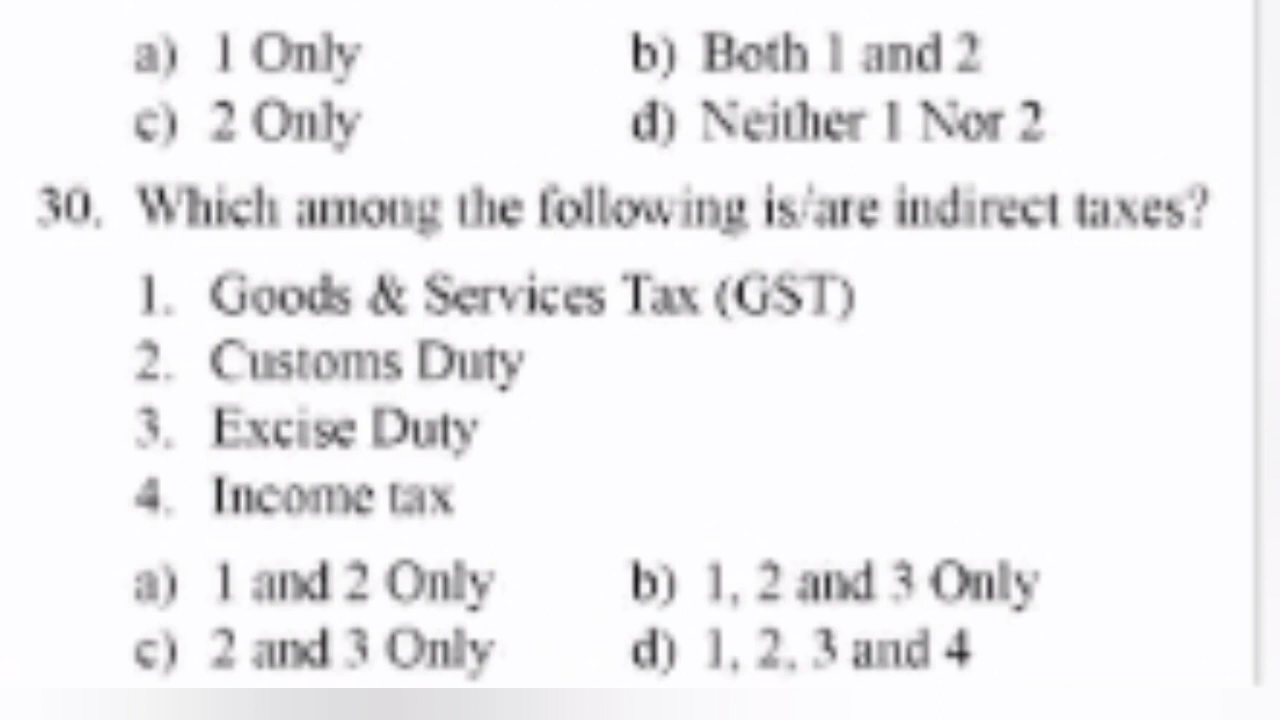 a) 1 Only b) Both 1 and 2
c) 2 Only d) Neither 1 Nor 2
30. Which among the following is/are indirect taxes?
1. Goods & Services Tax (GST)
2. Customs Duty
3. Excise Duty
4. Income tax
a) 1 and 2 Only b) 1, 2 and 3 Only
c) 2 and 3 Only d) 1, 2, 3 and 4